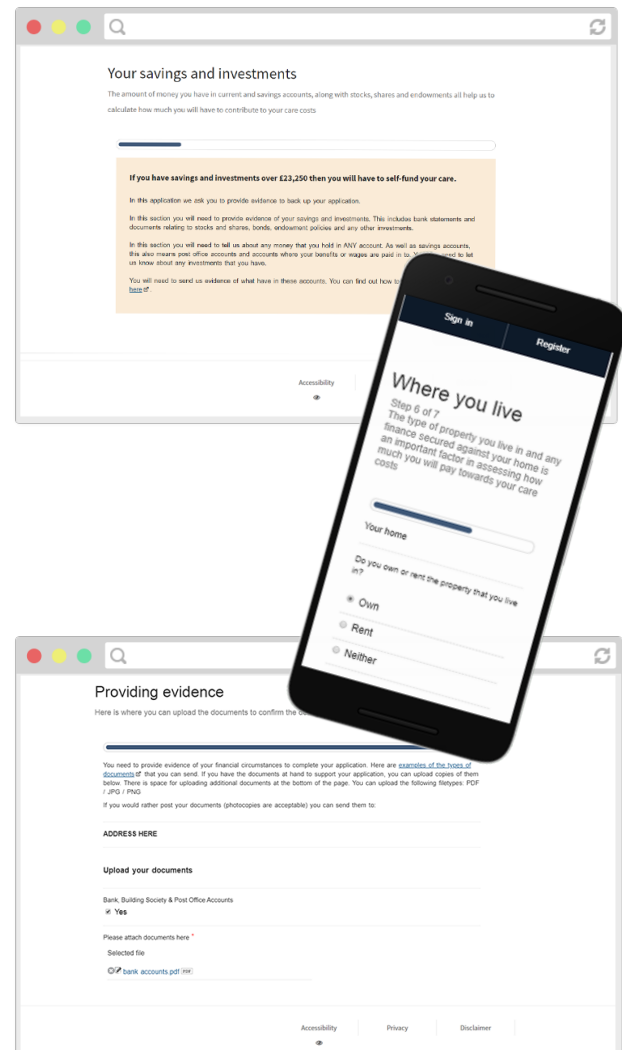 Your savings and investments
The amount of money you have in current and savings accounts, along with stocks, shares and endowments all help us to
calculate how much you will have to contribute to your care costs
If you have savings and investments over £23,250 then you will have to self-fund your care.
In this application we ask you to provide evidence to back up your application.
In this section you will need to provide evidence of your savings and investments. This includes bank statements and
documents relating to stocks and shares, bonds, endowment policies and any other investments.
In this section you will need to tell us about any money that you hold in ANY account. As well as savings accounts,
this also means post office accounts and accounts where your benefits or wages are paid in to. to let
us know about any investments that you have.
You will need to send us evidence of what have in these accounts. You can find out how to
here
Accessibility
Sign in
Register
Where you live
Step 6 of 7
The type of property you live in and any
finance secured against your home is
an important factor in assessing how
much you will pay towards your care
costs
Your home
Do you own or rent the property that you live
in?
Own
Rent
Neither
Providing evidence
Here is where you can upload the documents to confirm the
You need to provide evidence of your financial circumstances to complete your application. Here are examples of the types of
documents that you can send. If you have the documents at hand to support your application, you can upload copies of them
below. There is space for uploading additional documents at the bottom of the page. You can upload the following filetypes: PDF
/ JPG / PNG
If you would rather post your documents (photocopies are acceptable) you can send them to:
ADDRESS HERE
Upload your documents
Bank, Building Society & Post Office Accounts
Yes
Please attach documents here *
Selected file
bank accounts.pdf PDF
Accessibility Privacy Disclaimer